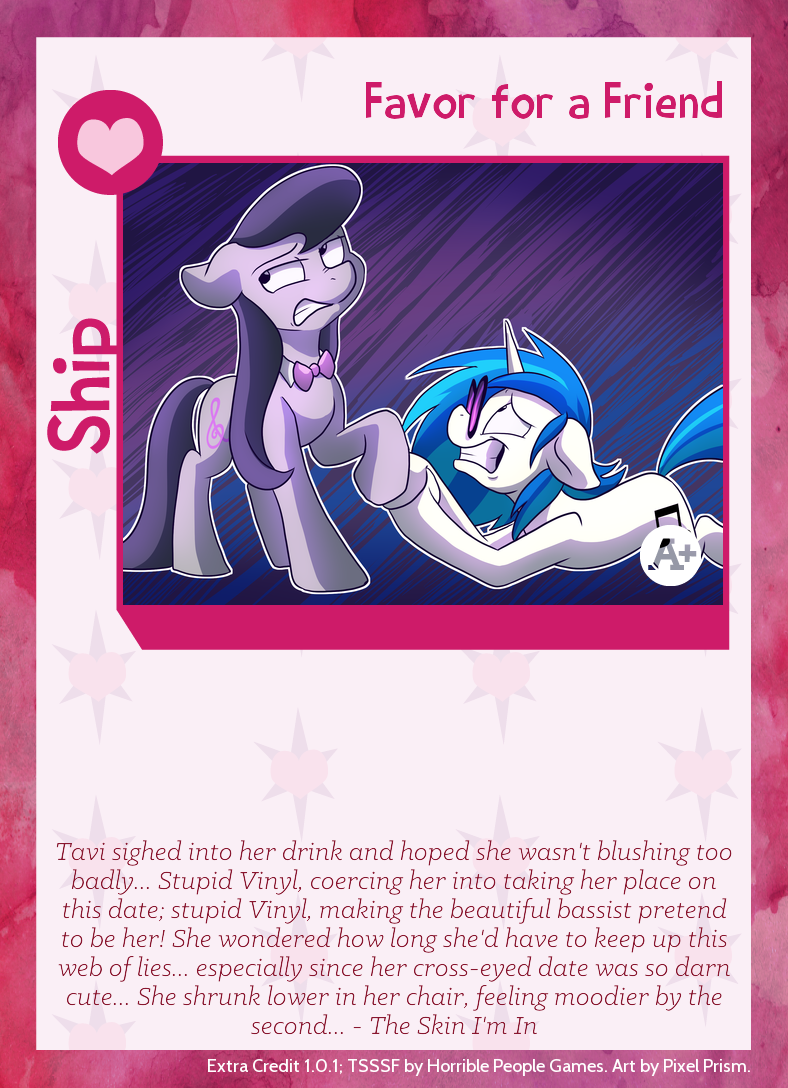 Favor for a Friend
Ship
A+
Tavi sighed into her drink and hoped she wasn't blushing too
badly... Stupid Vinyl, coercing her into taking her place on
this date; stupid Vinyl, making the beautiful bassist pretend
to be her! She wondered how long she'd have to keep up this
web of lies... especially since her cross-eyed date was so darn
cute... She shrunk lower in her chair, feeling moodier by the
second... - The Skin I'm In
Extra Credit 1.0.1; TSSSF by Horrible People Games. Art by Pixel Prism.